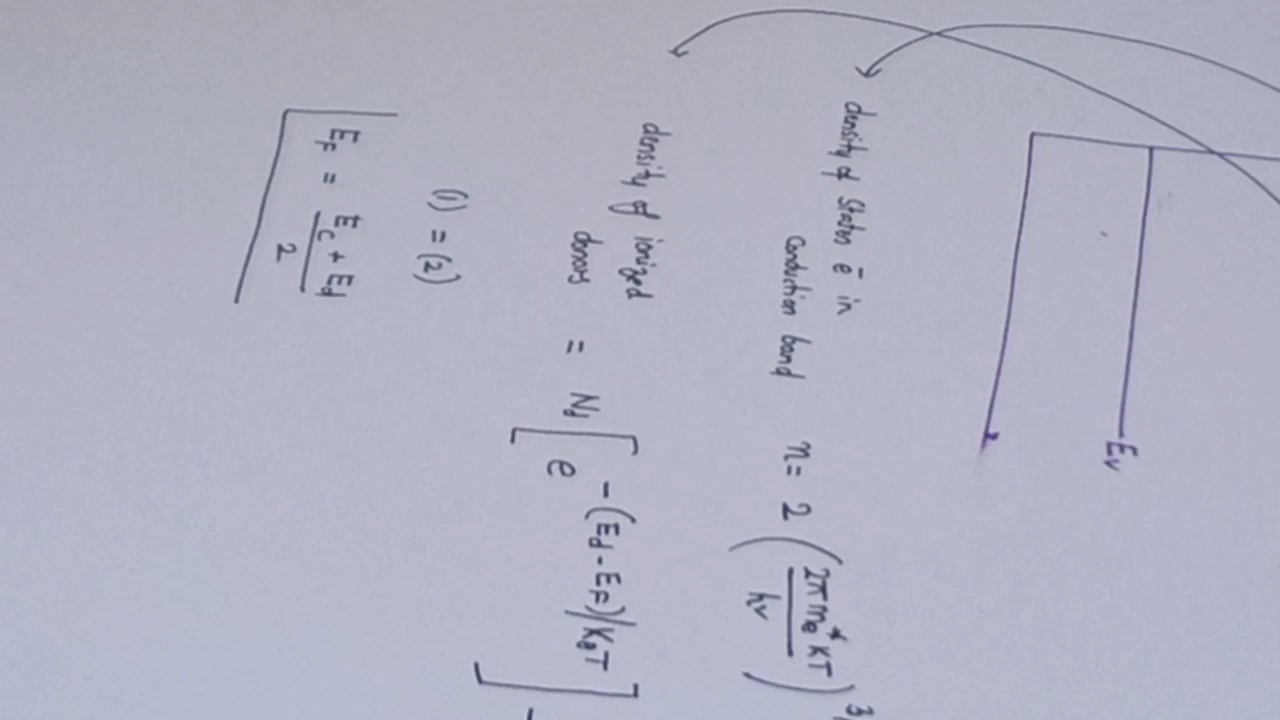 Ev
density of states e̅ in
conduction band n = 2 (2π me* KT / hν)^3/
density of ionized
donors = Nd [e^-(Ed - EF)/KBT]
(1) = (2)
EF = Ec + Ed / 2